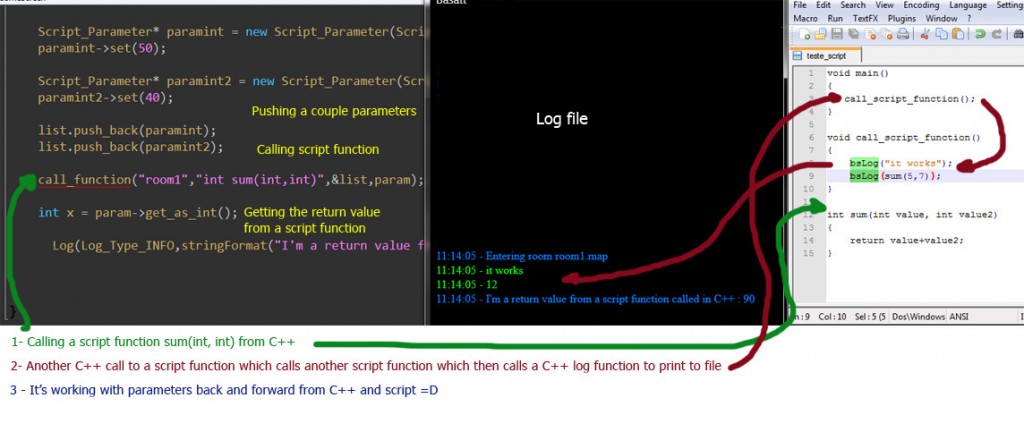 Basalt
Script_Parameter* paramint = new Script_Parameter(Scri
paramint->set(50);
Script_Parameter* paramint2 = new Script_Parameter(Scr
paramint2->set(40);
Pushing a couple parameters
list.push_back(paramint);
list.push_back(paramint2);
Calling script function
call_function("room1","int sum(int,int)",&list,param);
int x = param->get_as_int();
Getting the return value
from a script function
Log(Log_Type_INFO,stringFormat("I'm a return value f
}
Log file
11:14:05 - Entering room room1.map
11:14:05 - it works
11:14:05 - 12
11:14:05 - I'm a return value from a script function called in C++ : 90
File Edit Search View Encoding Language Setting
Macro Run TextFX Plugins Window ?
teste_script
1 void main()
2 {
call_script_function();
4 }
6 void call_script_function()
7 {
bsLog("it works");
9 bsLog(sum(5,7));
10 }
int sum(int value, int value2)
13 {
14 return value+value2;
15 }
n : 9 Col : 10 Sel : 5 (5 Dos\Windows ANSI I
1- Calling a script function sum(int, int) from C++
2- Another C++ call to a script function which calls another script function which then calls a C++ log function to print to file
3 - It's working with parameters back and forward from C++ and script =D